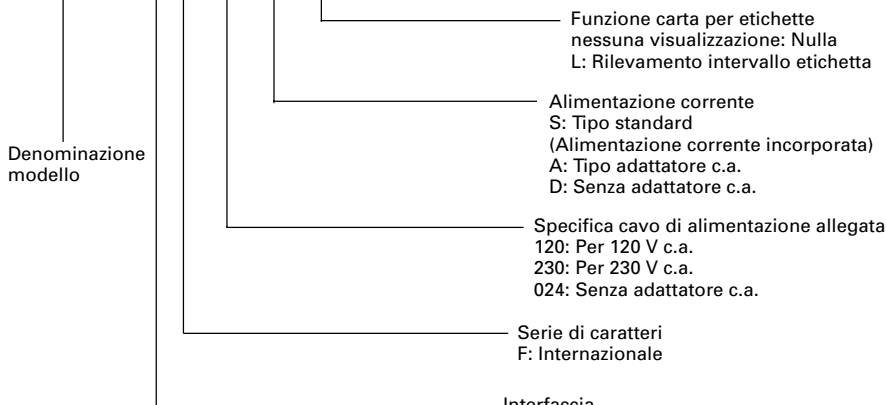 Funzione carta per etichette
nessuna visualizzazione: Nulla
L: Rilevamento intervallo etichetta
Alimentazione corrente
S: Tipo standard
(Alimentazione corrente incorporata)
A: Tipo adattatore c.a.
D: Senza adattatore c.a.
Denominazione
modello
Specifica cavo di alimentazione allegata
120: Per 120 V c.a.
230: Per 230 V c.a.
024: Senza adattatore c.a.
Serie di caratteri
F: Internazionale
Interfaccia